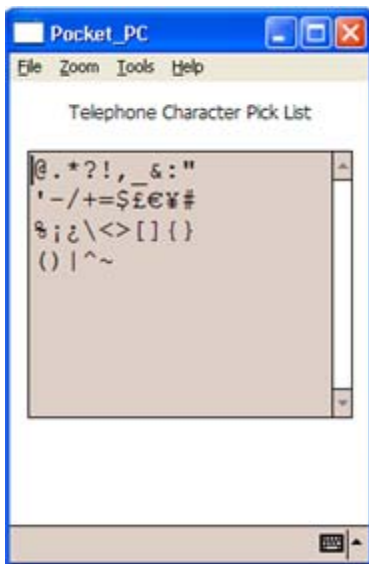 Pocket_PC
File Zoom Tools Help
Telephone Character Pick List
@.*?!,_&:"
'-/+=$£€¥#
%¡¿\<>[]{}
()|^~